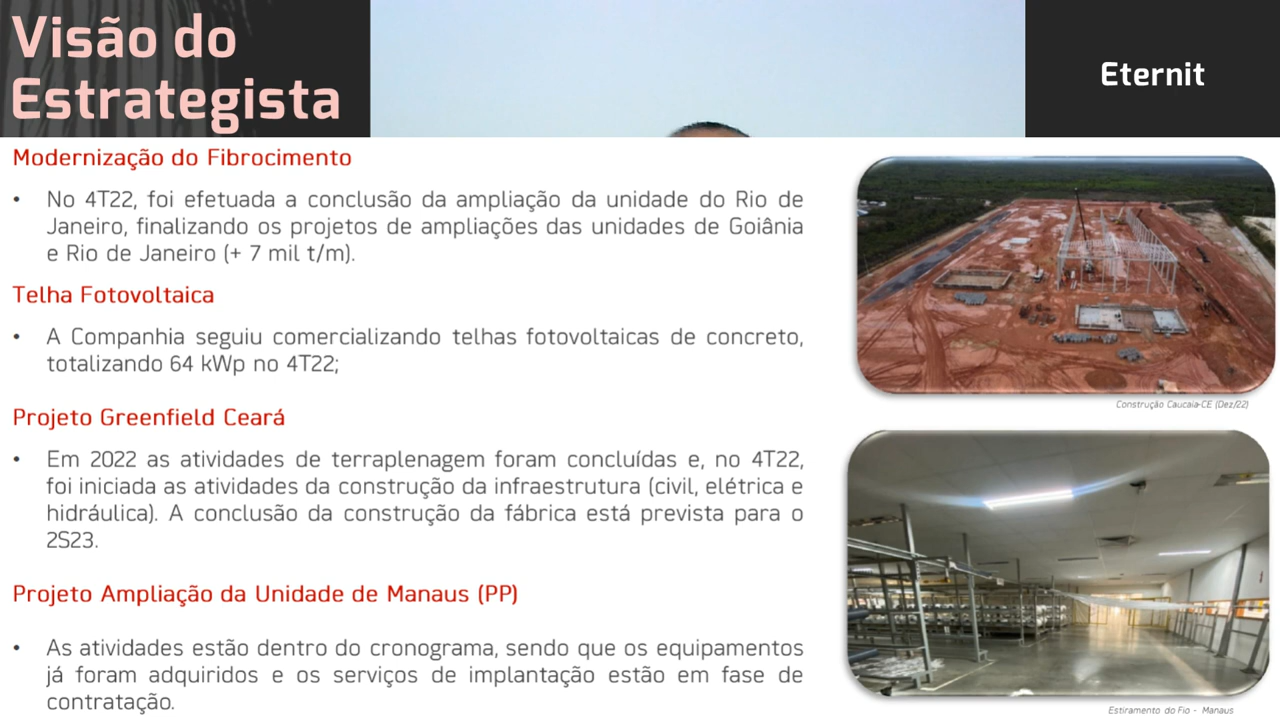 Visão do
Estrategista
Eternit
Modernização do Fibrocimento
• No 4T22, foi efetuada a conclusão da ampliação da unidade do Rio de
Janeiro, finalizando os projetos de ampliações das unidades de Goiânia
e Rio de Janeiro (+ 7 mil t/m).
Telha Fotovoltaica
• A Companhia seguiu comercializando telhas fotovoltaicas de concreto,
totalizando 64 kWp no 4T22;
Projeto Greenfield Ceará
• Em 2022 as atividades de terraplenagem foram concluídas e, no 4T22,
foi iniciada as atividades da construção da infraestrutura (civil, elétrica e
hidráulica). A conclusão da construção da fábrica está prevista para o
2S23.
Projeto Ampliação da Unidade de Manaus (PP)
• As atividades estão dentro do cronograma, sendo que os equipamentos
já foram adquiridos e os serviços de implantação estão em fase de
contratação.
Construção Caucaia-CE (Dez/22)
Estiramento do Fio - Manaus